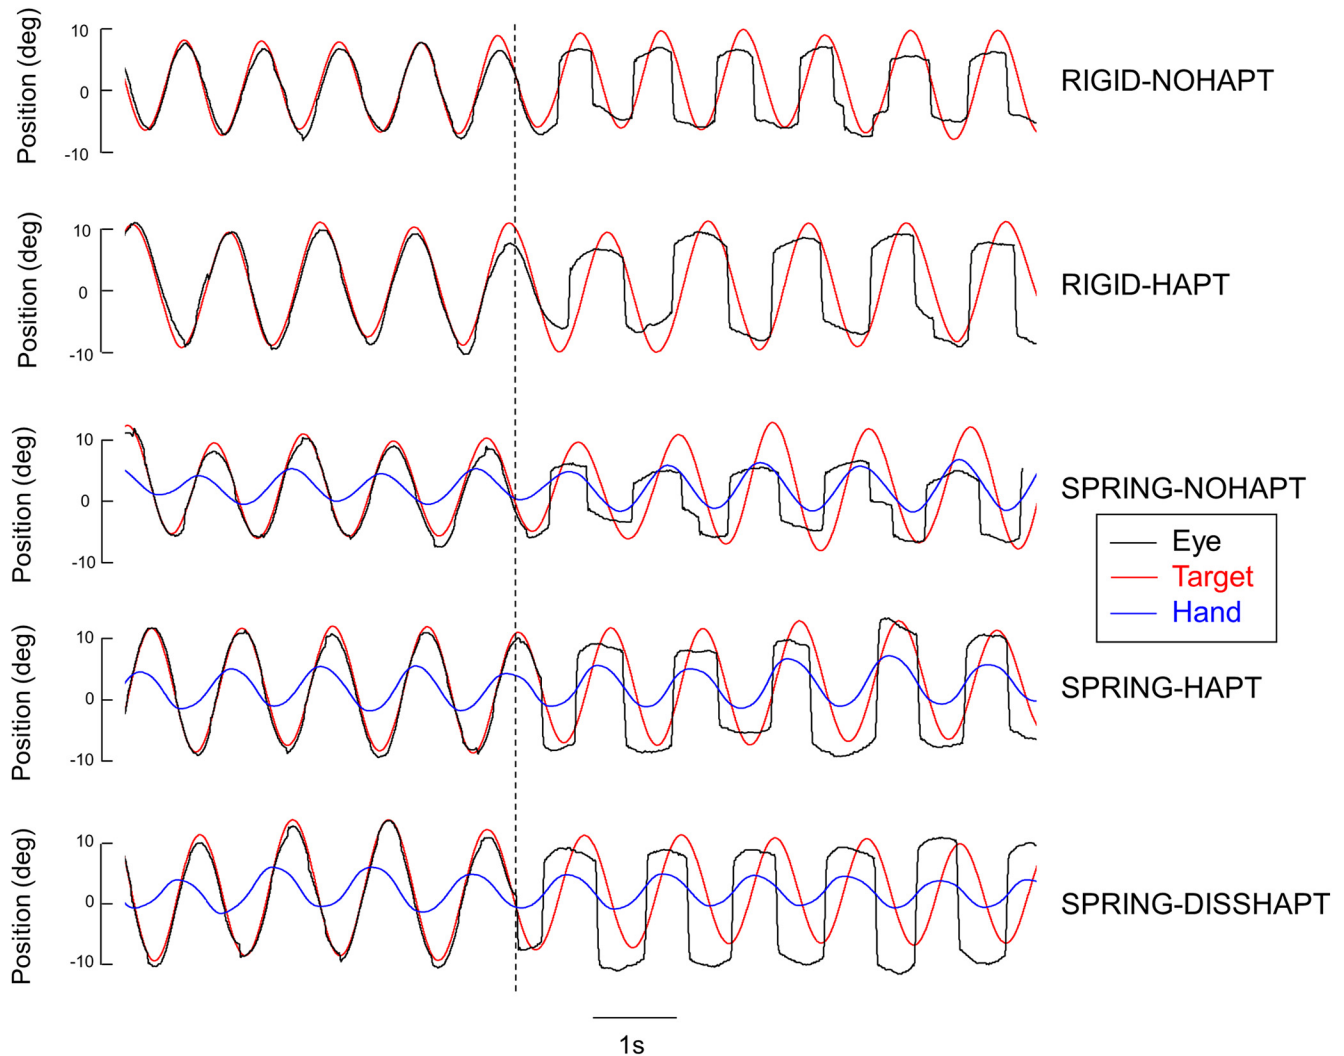 Position (deg)
10
0
-10
RIGID-NOHAPT
Position (deg)
10
0
-10
RIGID-HAPT
Position (deg)
10
0
-10
SPRING-NOHAPT
Eye
Target
Hand
Position (deg)
10
0
-10
SPRING-HAPT
Position (deg)
10
0
-10
SPRING-DISSHAPT
1s